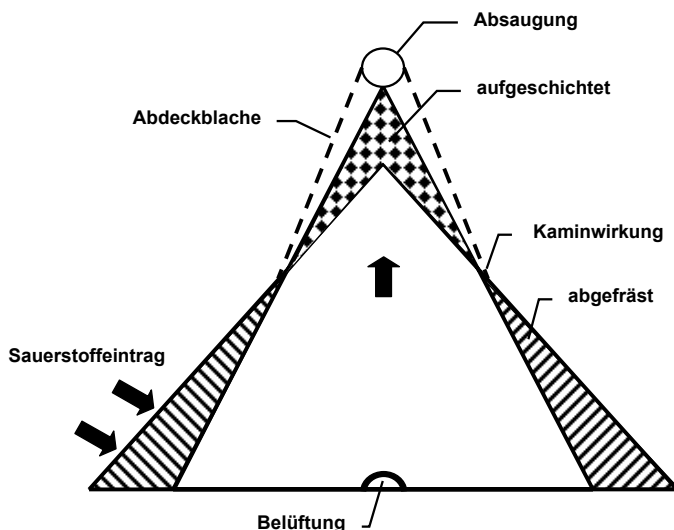 Absaugung
aufgeschichtet
Abdeckblache
Kaminwirkung
abgefräst
Sauerstoffeintrag
Belüftung